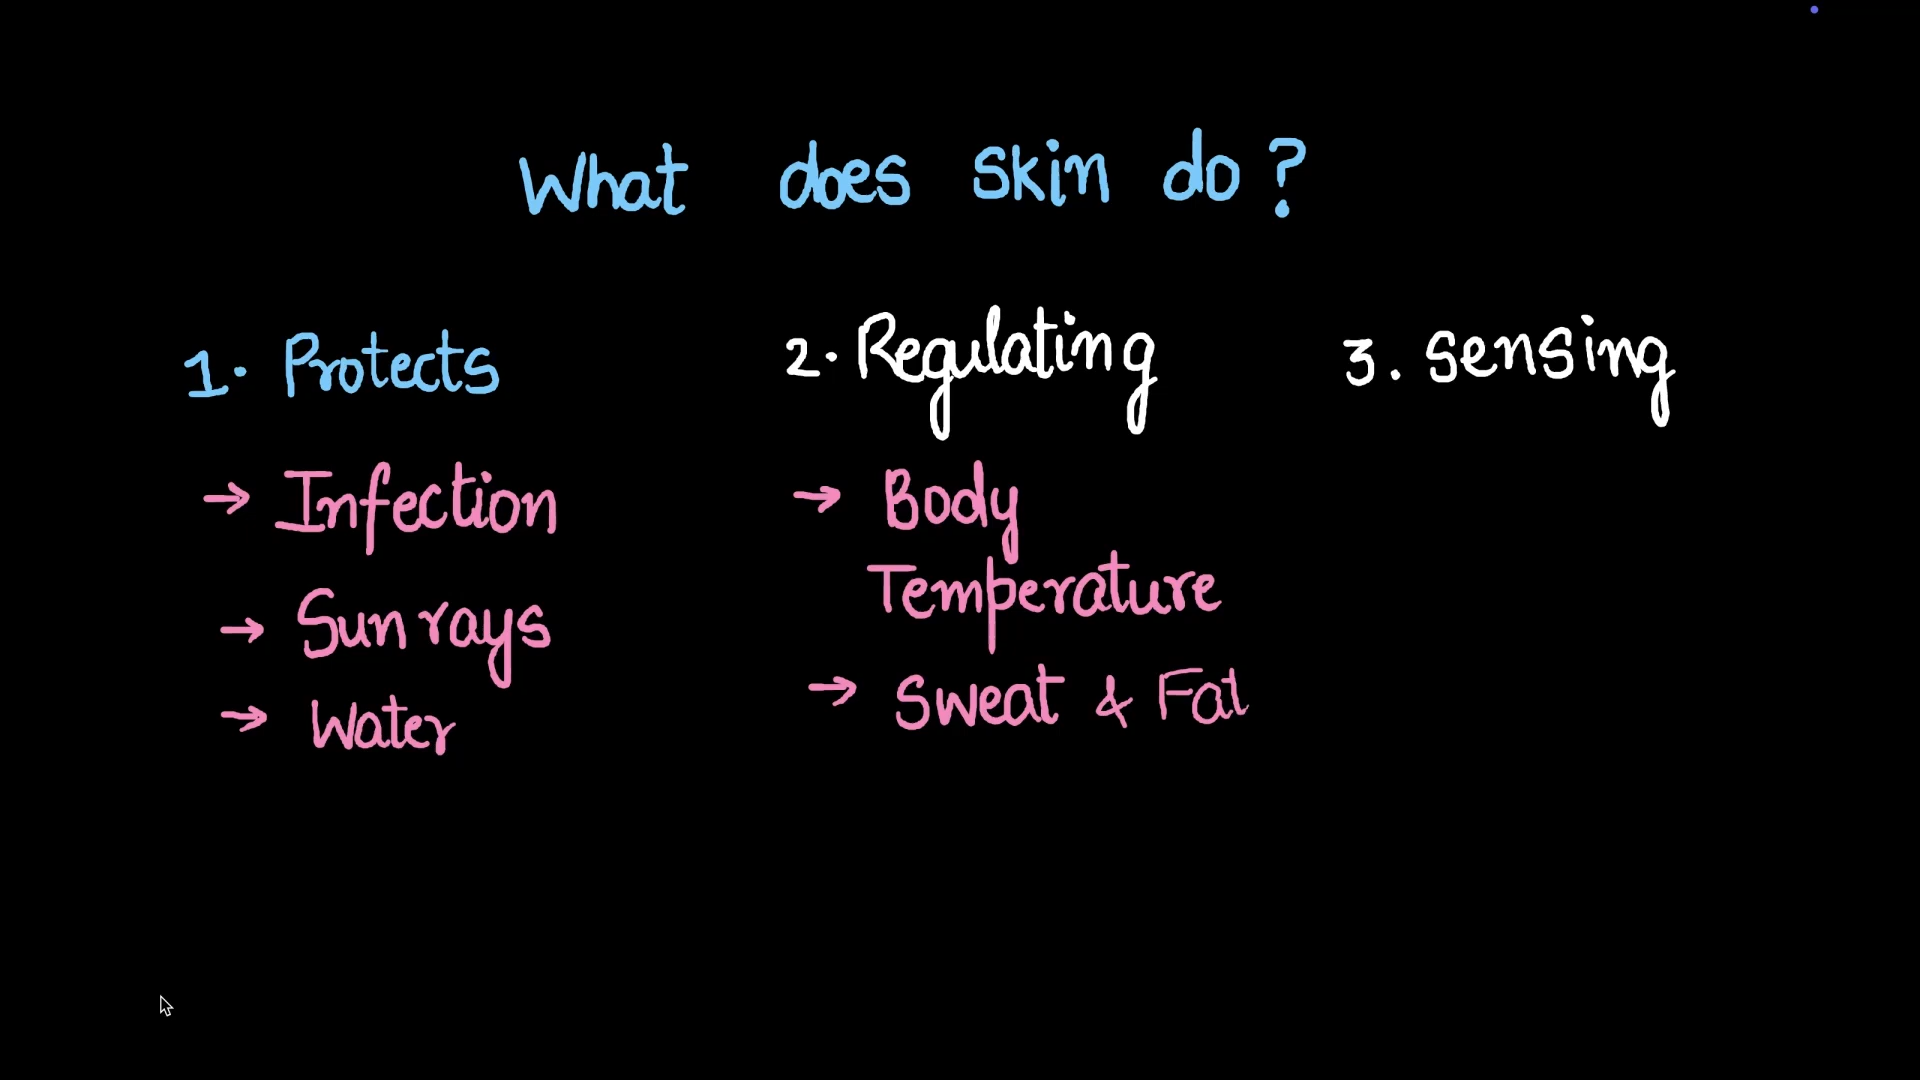 What does skin do?
1. Protects
→ Infection
→ Sun rays
→ Water
2. Regulating
→ Body
Temperature
→ Sweat & Fat
3. Sensing